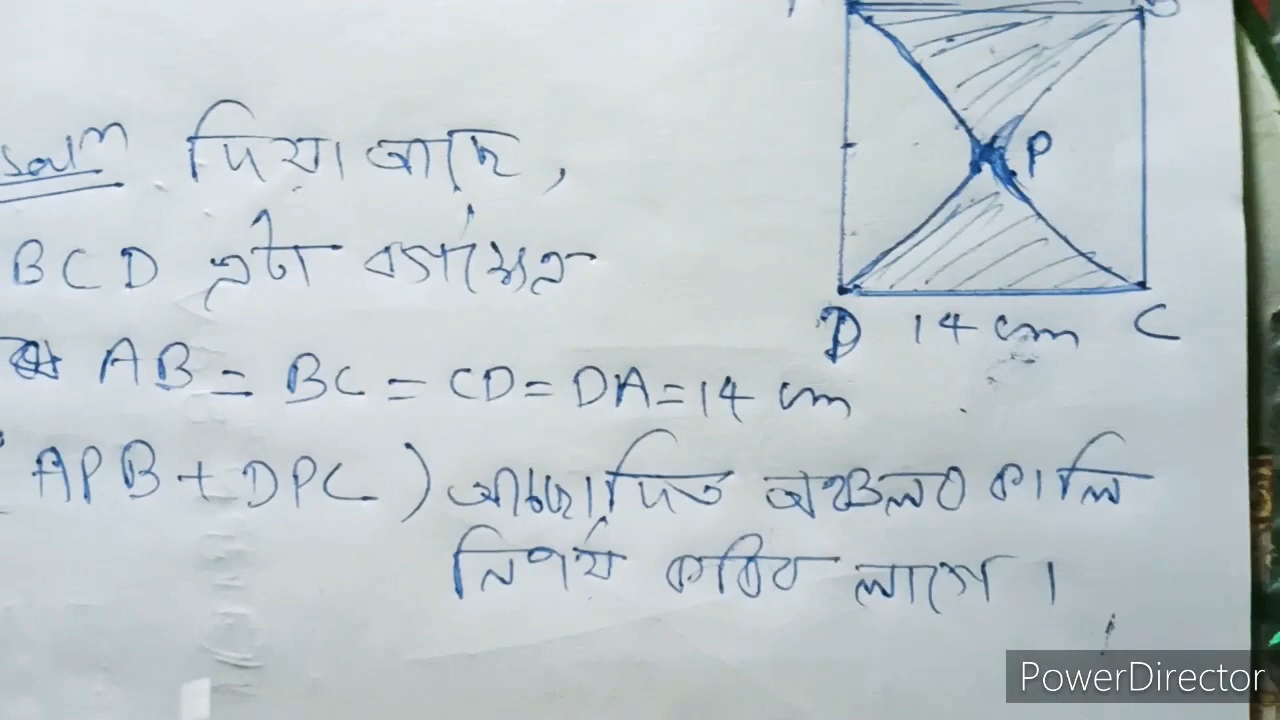 P
D 14 cm C
Solⁿ দিয়া আছে,
BCD এটা বৰ্গক্ষেত্ৰ
AB = BC = CD = DA = 14 cm
APB + DPC) আচ্ছাদিত অঞ্চলৰ কালি
নিৰ্ণয় কৰিব লাগে।
PowerDirector